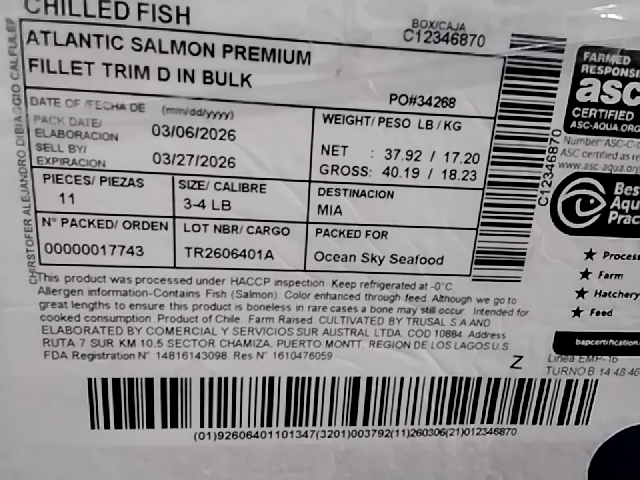 CHILLED FISH
BOX/CAJA
C12346870
ATLANTIC SALMON PREMIUM
FILLET TRIM D IN BULK
PO#34268
DATE OF /FECHA DE (mm/dd/yyyy)
PACK DATE/
ELABORACION 03/06/2026
SELL BY/
EXPIRACION 03/27/2026
WEIGHT/ PESO LB / KG
NET : 37.92 / 17.20
GROSS: 40.19 / 18.23
PIECES/ PIEZAS
11
SIZE/ CALIBRE
3-4 LB
DESTINACION
MIA
N° PACKED/ ORDEN
00000017743
LOT NBR/ CARGO
TR2606401A
PACKED FOR
Ocean Sky Seafood
This product was processed under HACCP inspection. Keep refrigerated at -0°C.
Allergen information-Contains Fish (Salmon). Color enhanced through feed. Although we go to
great lengths to ensure this product is boneless in rare cases a bone may still occur. Intended for
cooked consumption. Product of Chile. Farm Raised. CULTIVATED BY TRUSAL S.A AND
ELABORATED BY COMERCIAL Y SERVICIOS SUR AUSTRAL LTDA. COD 10884. Address
RUTA 7 SUR KM 10.5 SECTOR CHAMIZA, PUERTO MONTT. REGION DE LOS LAGOS
FDA Registration N° 14816143098. Res N° 1610476059
Z
(01)92606401101347(3201)003792(11)260306(21)012346870
C12346870
FARMED
asc
CERTIFIED
ASC-AQUA.ORG
ASC certified
www.asc-aqua
★ Farm
★ Hatchery
★ Feed
bapcertification
Linea EMP-16
TURNO B 14:48:46